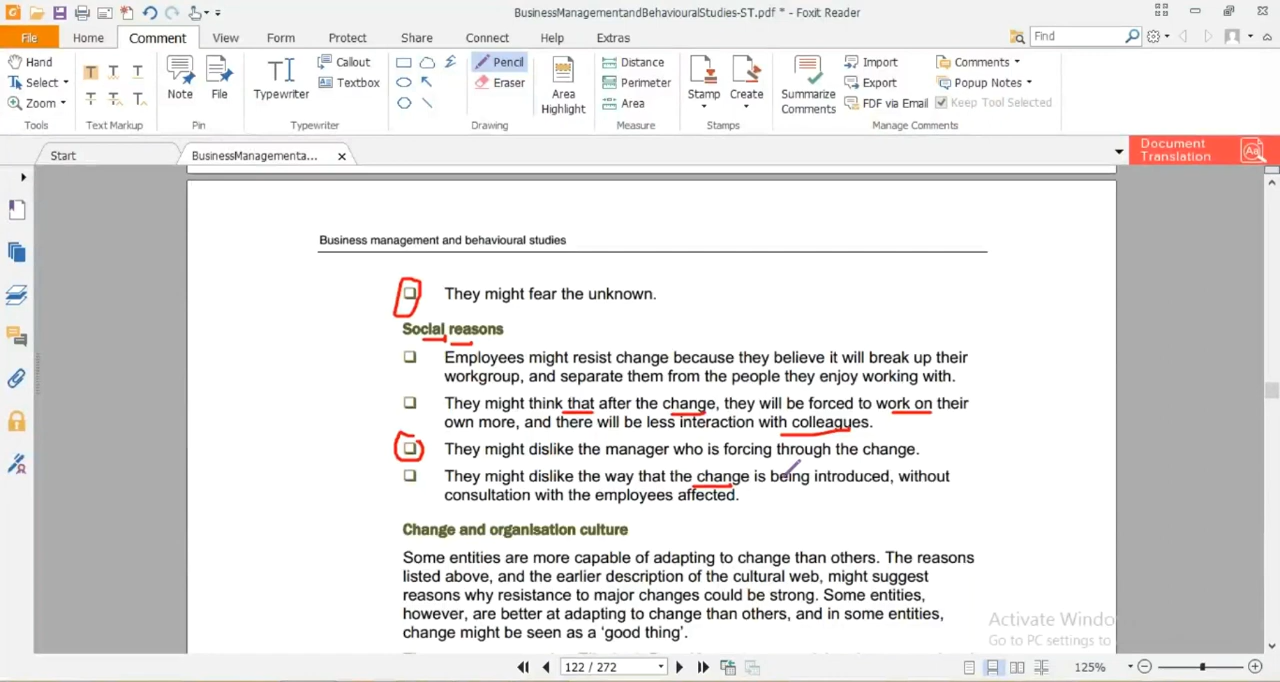 BusinessManagementandBehaviouralStudies-ST.pdf * - Foxit Reader
File Home Comment View Form Protect Share Connect Help Extras Find
Hand Select Zoom Tools
T T T T T T Text Markup
Note File Pin
Typewriter Callout Textbox Typewriter
Pencil Eraser Drawing
Area Highlight
Distance Perimeter Area Measure
Stamp Create Stamps
Summarize Comments Import Export FDF via Email Comments Popup Notes Keep Tool Selected Manage Comments
Start BusinessManagementa... Document Translation Aa
Business management and behavioural studies
They might fear the unknown.
Social reasons
Employees might resist change because they believe it will break up their
workgroup, and separate them from the people they enjoy working with.
They might think that after the change, they will be forced to work on their
own more, and there will be less interaction with colleagues.
They might dislike the manager who is forcing through the change.
They might dislike the way that the change is being introduced, without
consultation with the employees affected.
Change and organisation culture
Some entities are more capable of adapting to change than others. The reasons
listed above, and the earlier description of the cultural web, might suggest
reasons why resistance to major changes could be strong. Some entities,
however, are better at adapting to change than others, and in some entities,
change might be seen as a 'good thing'.
Activate Windo
Go to PC settings to
122 / 272 125%